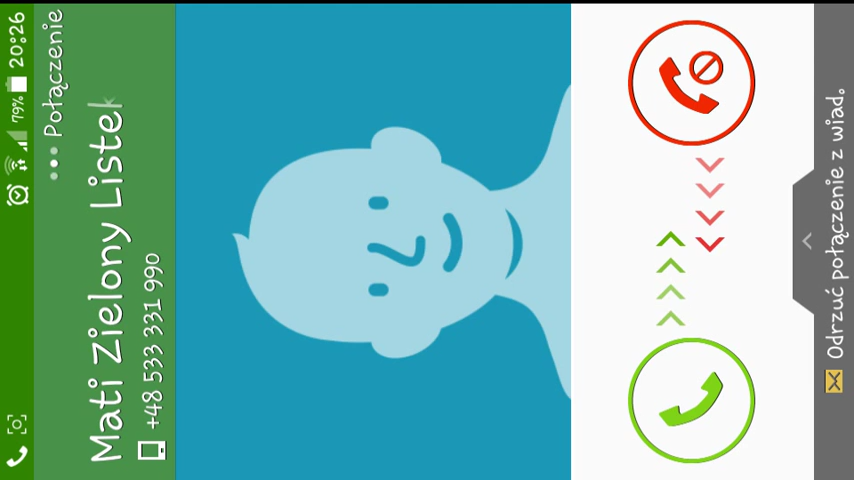 79% 20:26
Połączenie
Mati Zielony Listek
+48 533 331 990
Odrzuć połączenie z wiad.